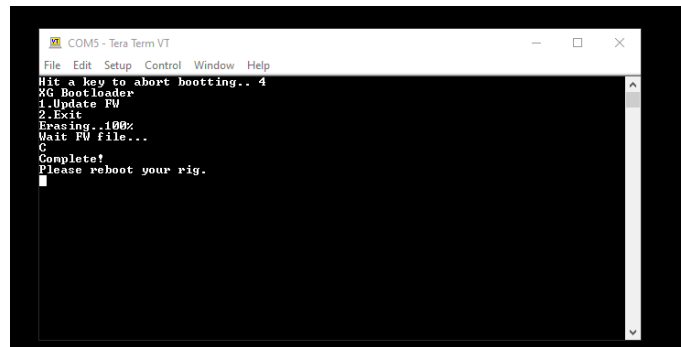 COM5 - Tera Term VT
File Edit Setup Control Window Help
Hit a key to abort bootting.. 4
XG Bootloader
1.Update FW
2.Exit
Erasing..100%
Wait FW file...
C
Complete!
Please reboot your rig.